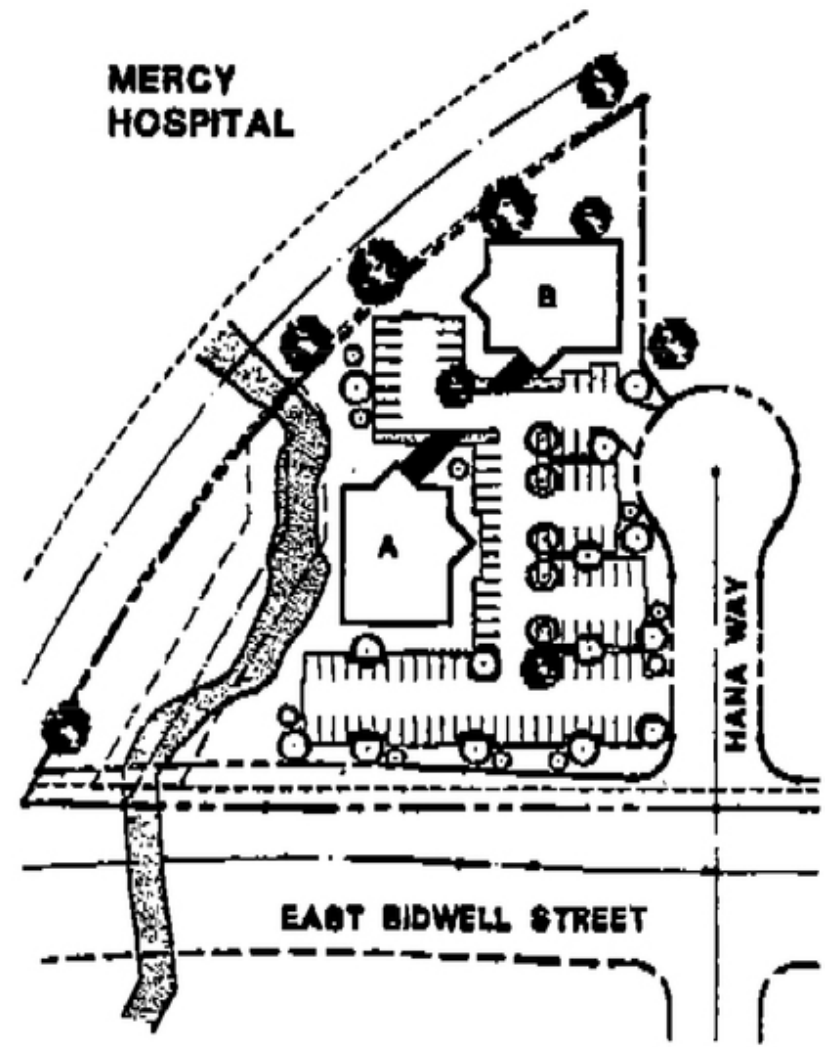 MERCY
HOSPITAL
B
A
HANA WAY
EAST BIDWELL STREET